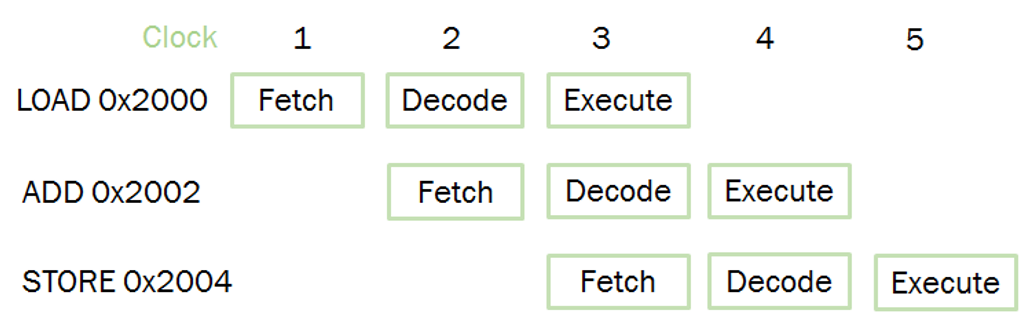 Clock 1 2 3 4 5
LOAD 0x2000 Fetch Decode Execute
ADD 0x2002 Fetch Decode Execute
STORE 0x2004 Fetch Decode Execute